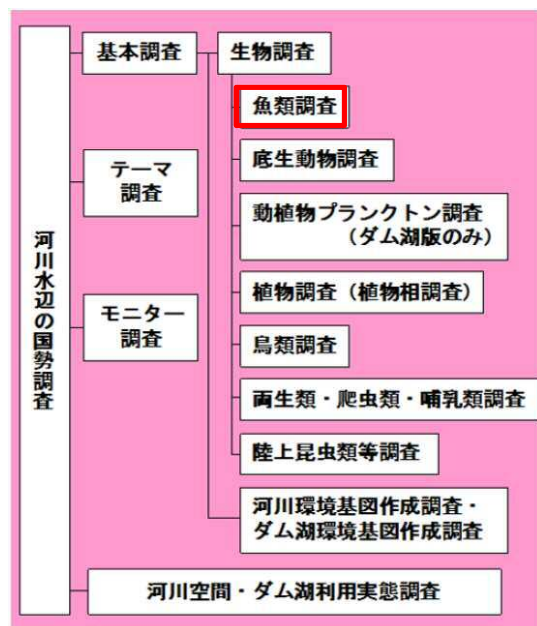 河川水辺の国勢調査
基本調査
生物調査
魚類調査
底生動物調査
動植物プランクトン調査
（ダム湖版のみ）
植物調査（植物相調査）
鳥類調査
両生類・爬虫類・哺乳類調査
陸上昆虫類等調査
河川環境基図作成調査・
ダム湖環境基図作成調査
テーマ
調査
モニター
調査
河川空間・ダム湖利用実態調査